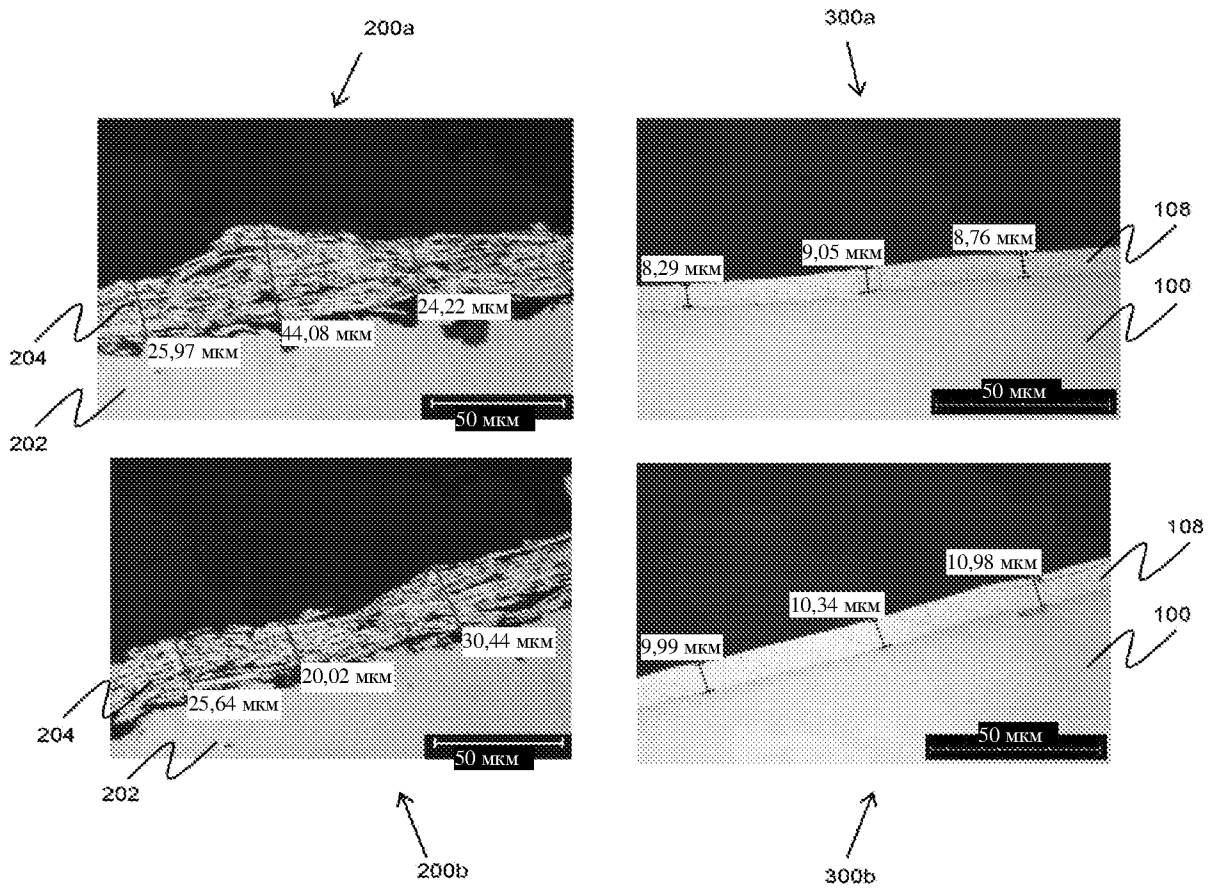 200a
300a
108
100
8,29 мкм
9,05 мкм
8,76 мкм
50 мкм
204
202
25,97 мкм
44,08 мкм
24,22 мкм
50 мкм
204
202
25,64 мкм
20,02 мкм
30,44 мкм
50 мкм
108
100
9,99 мкм
10,34 мкм
10,98 мкм
50 мкм
200b
300b